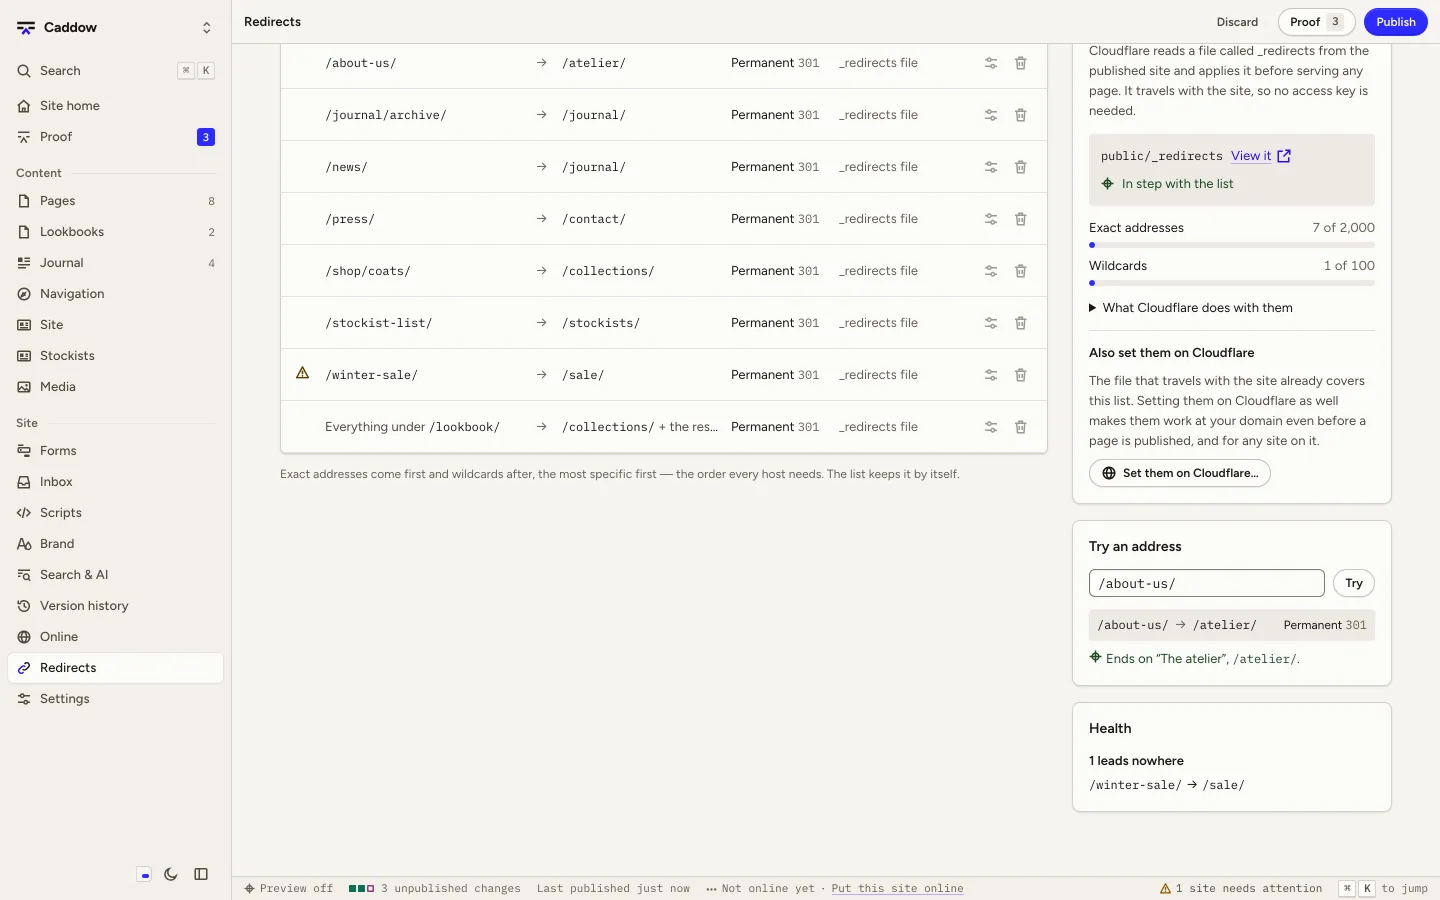 Caddow
Search
⌘ K
Site home
Proof
3
Content
Pages
8
Lookbooks
2
Journal
4
Navigation
Site
Stockists
Media
Site
Forms
Inbox
Scripts
Brand
Search & AI
Version history
Online
Redirects
Settings
Redirects
Discard
Proof 3
Publish
/about-us/ → /atelier/ Permanent 301 _redirects file
/journal/archive/ → /journal/ Permanent 301 _redirects file
/news/ → /journal/ Permanent 301 _redirects file
/press/ → /contact/ Permanent 301 _redirects file
/shop/coats/ → /collections/ Permanent 301 _redirects file
/stockist-list/ → /stockists/ Permanent 301 _redirects file
/winter-sale/ → /sale/ Permanent 301 _redirects file
Everything under /lookbook/ → /collections/ + the res… Permanent 301 _redirects file
Exact addresses come first and wildcards after, the most specific first — the order every host needs. The list keeps it by itself.
Cloudflare reads a file called _redirects from the
published site and applies it before serving any
page. It travels with the site, so no access key is
needed.
public/_redirects View it
In step with the list
Exact addresses 7 of 2,000
Wildcards 1 of 100
What Cloudflare does with them
Also set them on Cloudflare
The file that travels with the site already covers
this list. Setting them on Cloudflare as well
makes them work at your domain even before a
page is published, and for any site on it.
Set them on Cloudflare…
Try an address
/about-us/ Try
/about-us/ → /atelier/ Permanent 301
Ends on “The atelier”, /atelier/.
Health
1 leads nowhere
/winter-sale/ → /sale/
Preview off
3 unpublished changes
Last published just now
Not online yet · Put this site online
1 site needs attention
⌘ K to jump